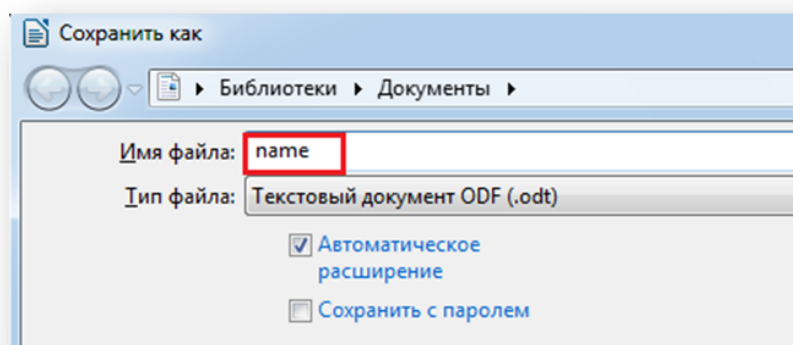 Сохранить как
Библиотеки Документы
Имя файла: name
Тип файла: Текстовый документ ODF (.odt)
Автоматическое
расширение
Сохранить с паролем